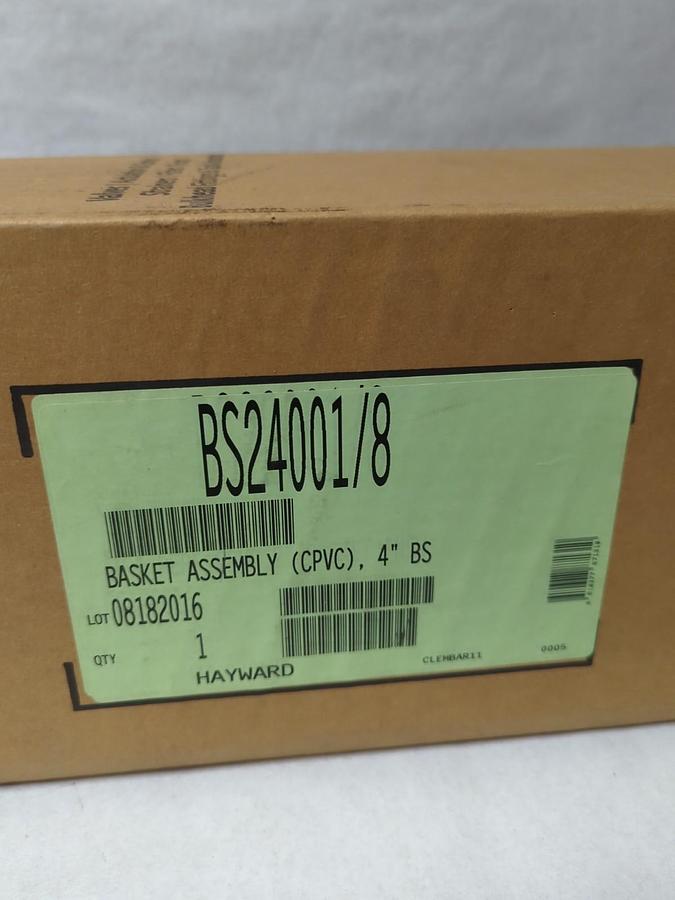 BS24001/8
BASKET ASSEMBLY (CPVC), 4" BS
LOT 08182016
QTY 1
HAYWARD
CLEMBAR11
0005